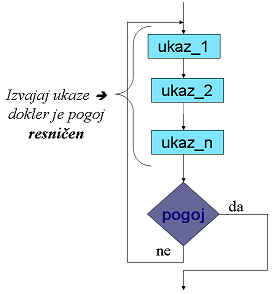 ukaz_1
ukaz_2
Izvajaj ukaze ➔
dokler je pogoj
resničen
ukaz_n
pogoj
da
ne